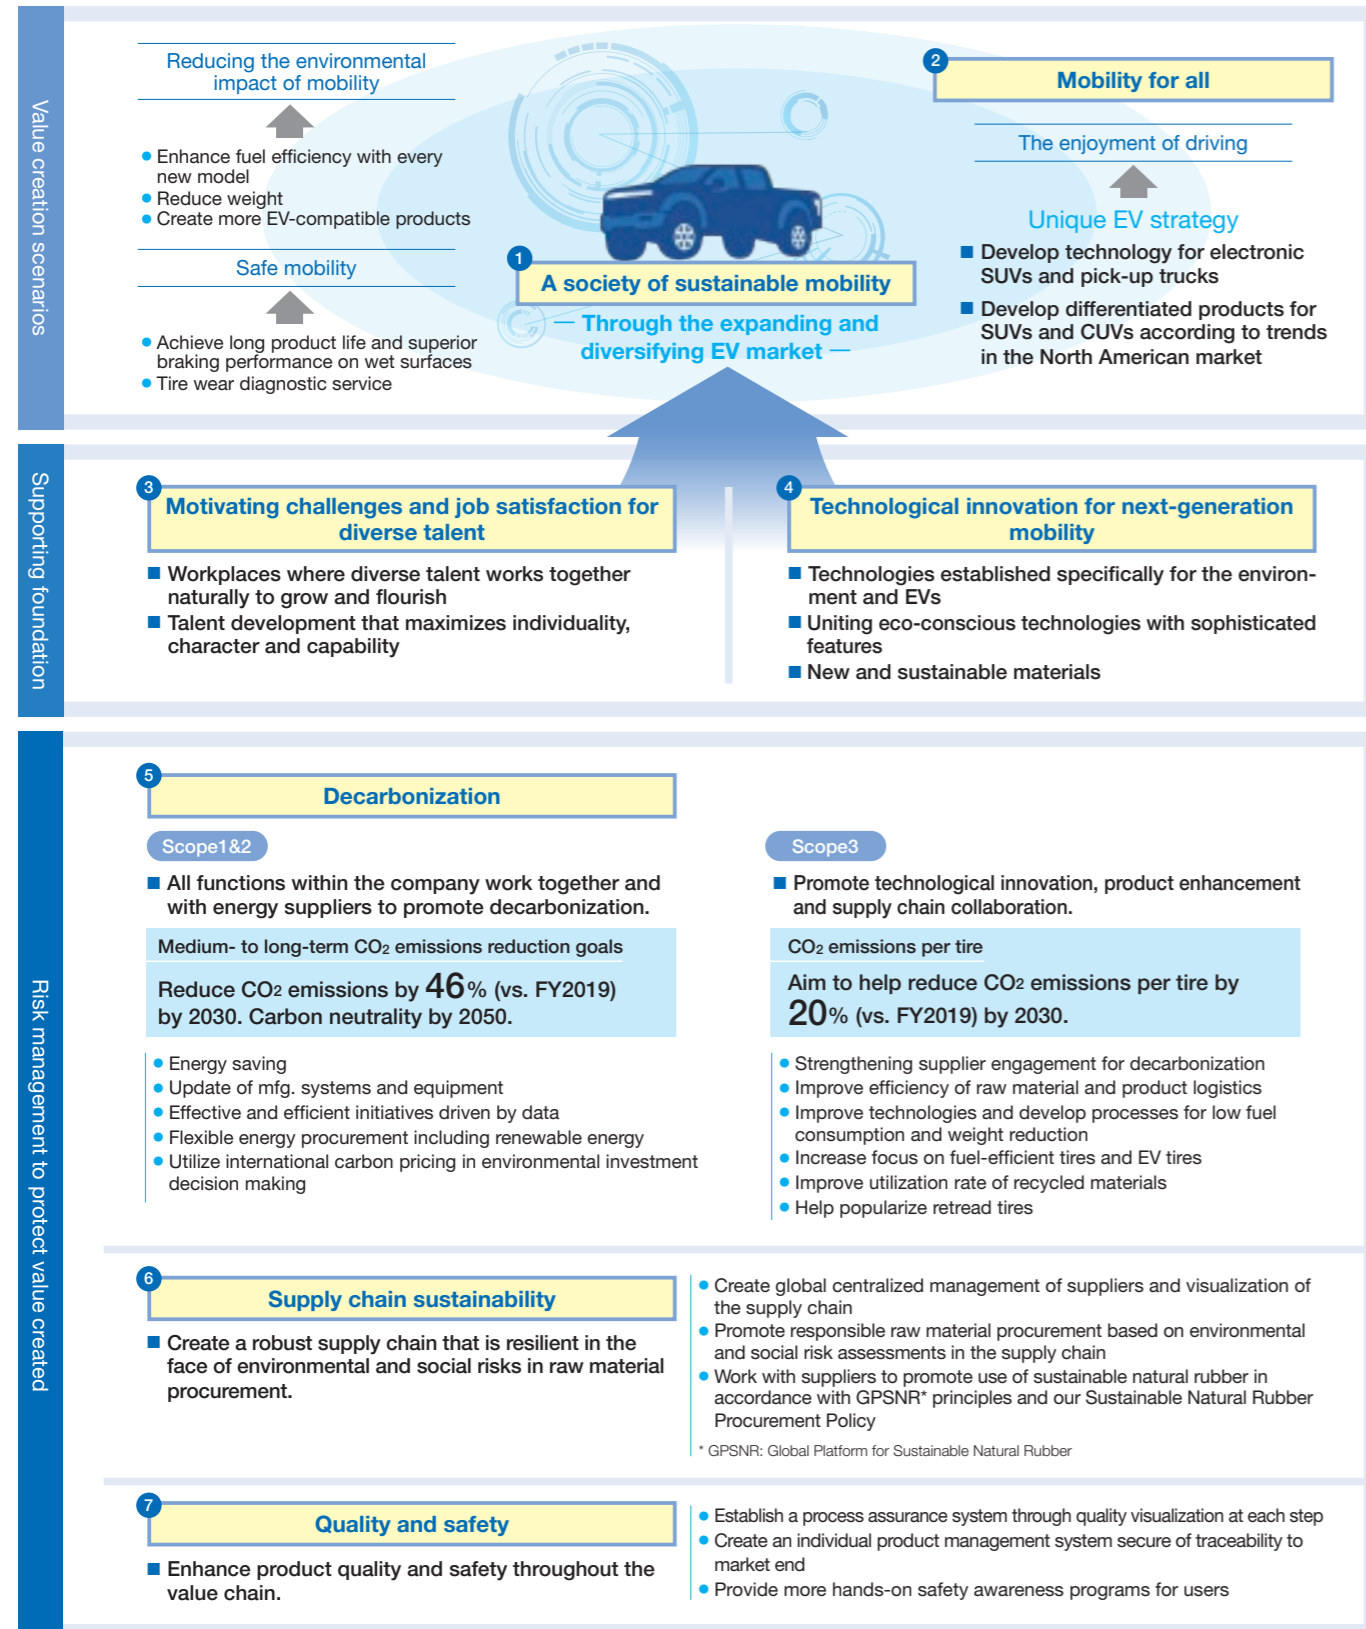 Value creation scenarios
Reducing the environmental
impact of mobility
● Enhance fuel efficiency with every
new model
● Reduce weight
● Create more EV-compatible products
Safe mobility
● Achieve long product life and superior
braking performance on wet surfaces
● Tire wear diagnostic service
1
A society of sustainable mobility
— Through the expanding and
diversifying EV market —
2
Mobility for all
The enjoyment of driving
Unique EV strategy
■ Develop technology for electronic
SUVs and pick-up trucks
■ Develop differentiated products for
SUVs and CUVs according to trends
in the North American market
Supporting foundation
3
Motivating challenges and job satisfaction for
diverse talent
■ Workplaces where diverse talent works together
naturally to grow and flourish
■ Talent development that maximizes individuality,
character and capability
4
Technological innovation for next-generation
mobility
■ Technologies established specifically for the environ-
ment and EVs
■ Uniting eco-conscious technologies with sophisticated
features
■ New and sustainable materials
Risk management to protect value created
5
Decarbonization
Scope1&2
■ All functions within the company work together and
with energy suppliers to promote decarbonization.
Medium- to long-term CO2 emissions reduction goals
Reduce CO2 emissions by 46% (vs. FY2019)
by 2030. Carbon neutrality by 2050.
● Energy saving
● Update of mfg. systems and equipment
● Effective and efficient initiatives driven by data
● Flexible energy procurement including renewable energy
● Utilize international carbon pricing in environmental investment
decision making
Scope3
■ Promote technological innovation, product enhancement
and supply chain collaboration.
CO2 emissions per tire
Aim to help reduce CO2 emissions per tire by
20% (vs. FY2019) by 2030.
● Strengthening supplier engagement for decarbonization
● Improve efficiency of raw material and product logistics
● Improve technologies and develop processes for low fuel
consumption and weight reduction
● Increase focus on fuel-efficient tires and EV tires
● Improve utilization rate of recycled materials
● Help popularize retread tires
6
Supply chain sustainability
■ Create a robust supply chain that is resilient in the
face of environmental and social risks in raw material
procurement.
● Create global centralized management of suppliers and visualization of
the supply chain
● Promote responsible raw material procurement based on environmental
and social risk assessments in the supply chain
● Work with suppliers to promote use of sustainable natural rubber in
accordance with GPSNR* principles and our Sustainable Natural Rubber
Procurement Policy
* GPSNR: Global Platform for Sustainable Natural Rubber
7
Quality and safety
■ Enhance product quality and safety throughout the
value chain.
● Establish a process assurance system through quality visualization at each step
● Create an individual product management system secure of traceability to
market end
● Provide more hands-on safety awareness programs for users